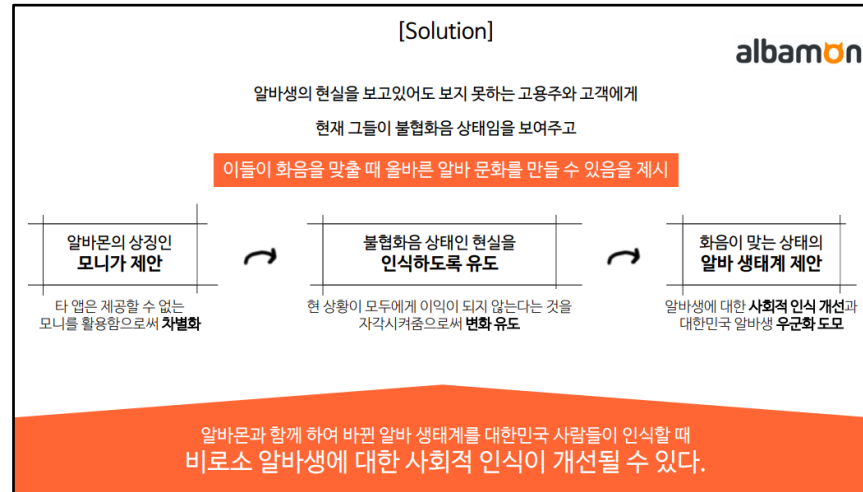 [Solution]
albamon
알바생의 현실을 보고있어도 보지 못하는 고용주와 고객에게
현재 그들이 불협화음 상태임을 보여주고
이들이 화음을 맞출 때 올바른 알바 문화를 만들 수 있음을 제시
알바몬의 상징인
모니가 제안
타 앱은 제공할 수 없는
모니를 활용함으로써 차별화
불협화음 상태인 현실을
인식하도록 유도
현 상황이 모두에게 이익이 되지 않는다는 것을
자각시켜줌으로써 변화 유도
화음이 맞는 상태의
알바 생태계 제안
알바생에 대한 사회적 인식 개선과
대한민국 알바생 우군화 도모
알바몬과 함께 하여 바뀐 알바 생태계를 대한민국 사람들이 인식할 때
비로소 알바생에 대한 사회적 인식이 개선될 수 있다.